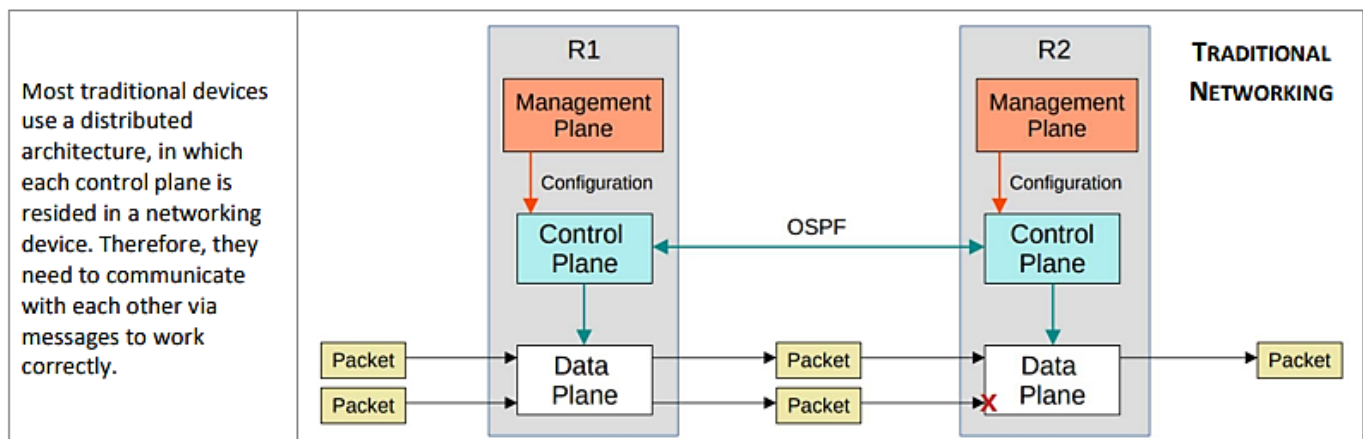 Most traditional devices
use a distributed
architecture, in which
each control plane is
resided in a networking
device. Therefore, they
need to communicate
with each other via
messages to work
correctly.
R1
R2
TRADITIONAL
NETWORKING
Management
Plane
Management
Plane
Configuration
Configuration
Control
Plane
OSPF
Control
Plane
Packet
Data
Plane
Packet
Data
Plane
Packet
Packet
Packet
X